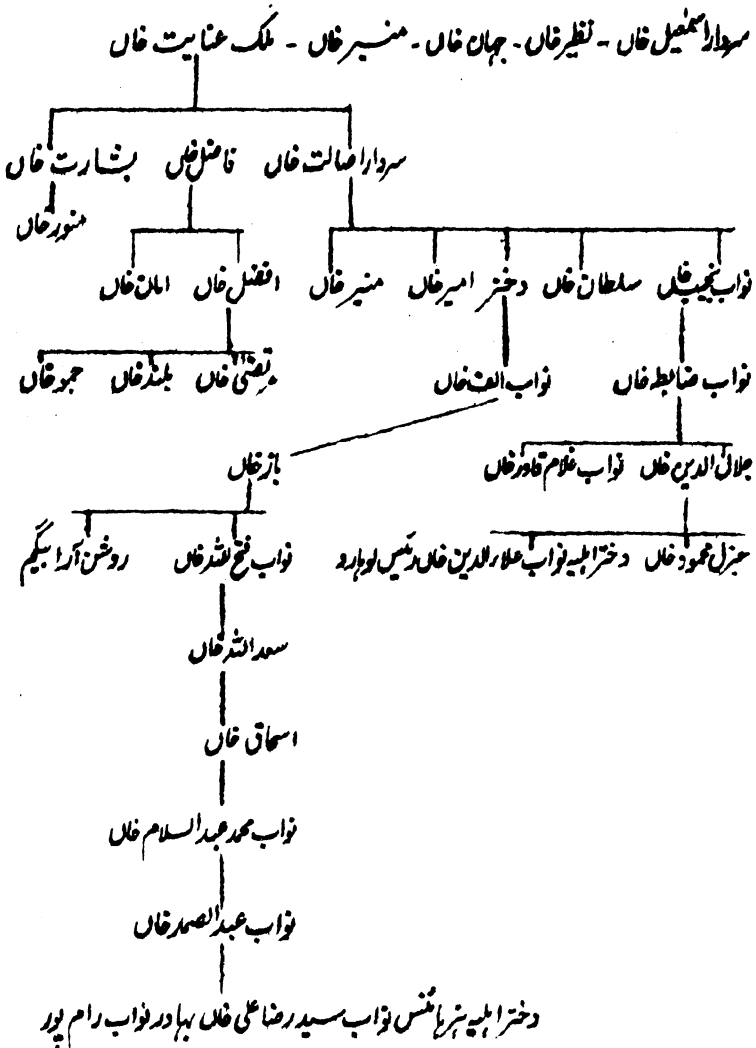 سردار اسمٰعیل خاں - نظیر خاں - جہان خاں - منیر خاں - ملک عنایت خاں
سردار اصالت خاں فاضل خاں بشارت خاں
منور خاں
نواب نجیب خاں سلطان خاں دختر امیر خاں منیر خاں افضل خاں امان خاں
نواب ضابطہ خاں نواب الف خاں مرتضیٰ خاں بلند خاں جمبو خاں
جلال الدین خاں نواب غلام قادر خاں باز خاں
جنرل محمود خاں دختر اہلیہ نواب علاء الدین خاں رئیس لوہارو نواب فتح اللہ خاں روشن آرا بیگم
سعد اللہ خاں
اسحاق خاں
نواب محمد عبد السلام خاں
نواب عبد الصمد خاں
دختر اہلیہ ہز ہائنس نواب سید رضا علی خاں بہادر نواب رام پور